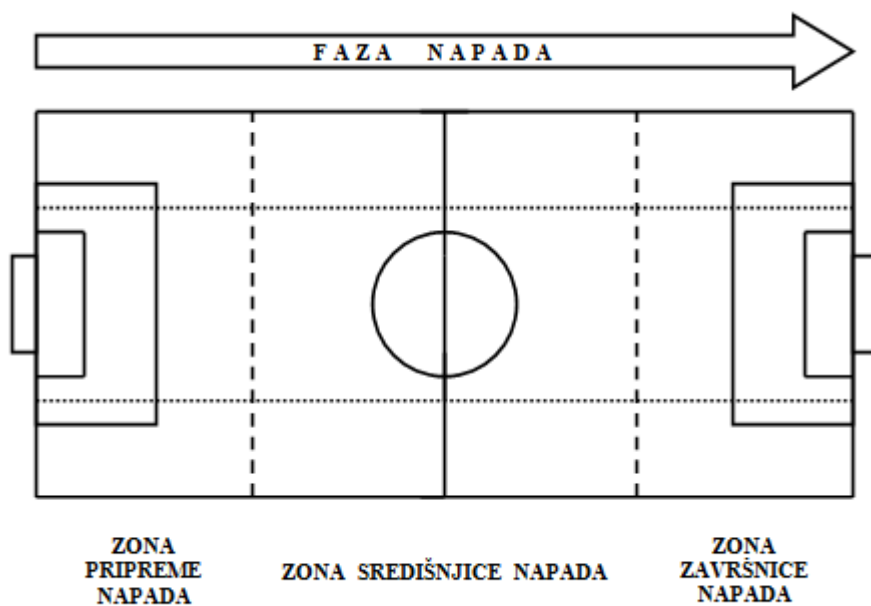 FAZA NAPADA
ZONA
PRIPREME
NAPADA
ZONA SREDIŠNJICE NAPADA
ZONA
ZAVRŠNICE
NAPADA